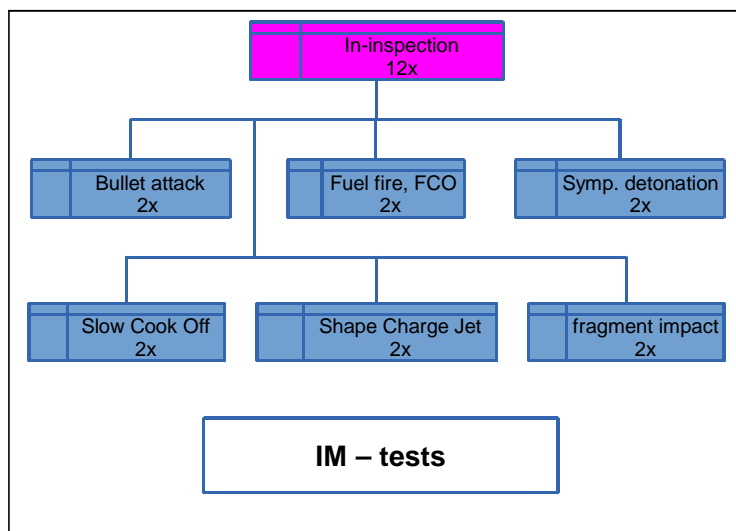 In-inspection
12x
Bullet attack
2x
Fuel fire, FCO
2x
Symp. detonation
2x
Slow Cook Off
2x
Shape Charge Jet
2x
fragment impact
2x
IM – tests